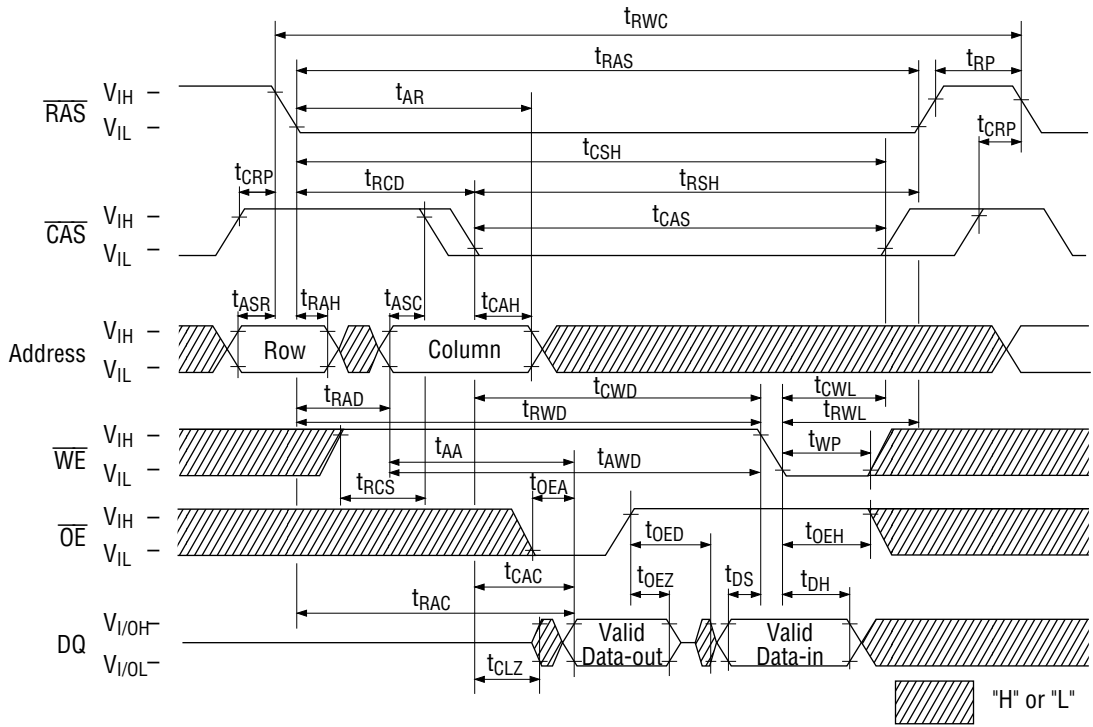 tRWC
tRAS
tRP
tAR
RAS VIH
VIL
tCRP
tCSH
tCRP
tRCD
tRSH
CAS VIH
VIL
tCAS
tASR
tRAH
tASC
tCAH
Address VIH
VIL
Row
Column
tRAD
tCWD
tCWL
tRWD
tRWL
WE VIH
VIL
tAA
tWP
tAWD
tRCS
tOEA
OE VIH
VIL
tOED
tOEH
tCAC
tOEZ
tDS
tDH
tRAC
DQ VI/OH
VI/OL
Valid
Data-out
Valid
Data-in
tCLZ
"H" or "L"